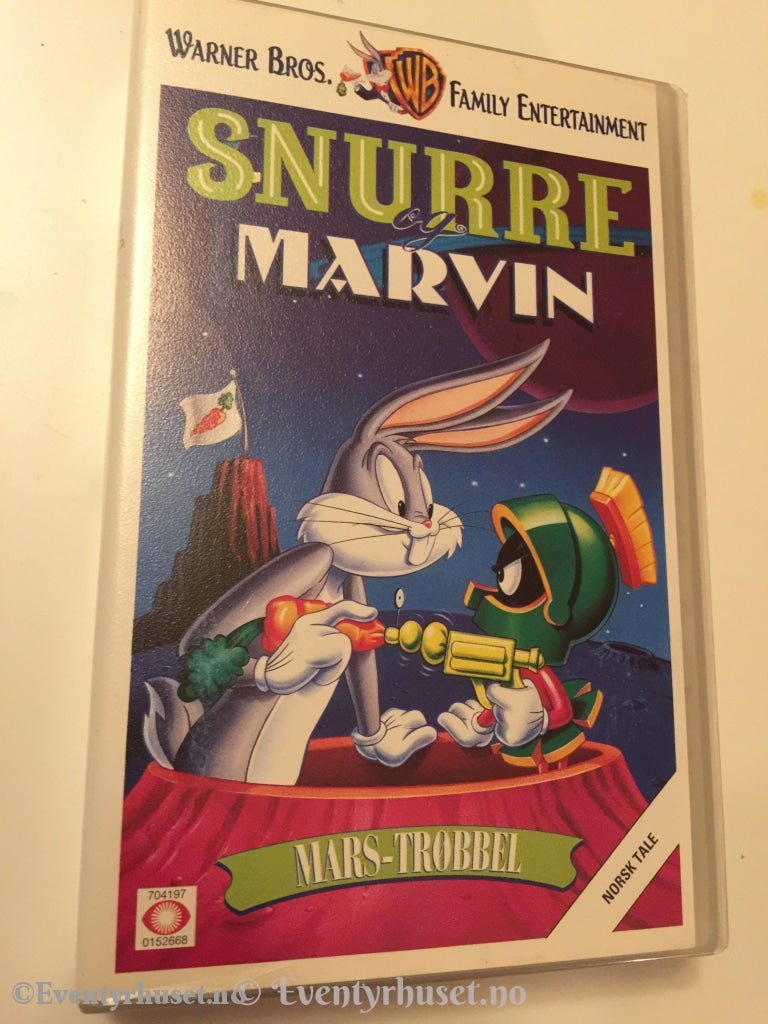 WARNER BROS.
WB
FAMILY ENTERTAINMENT
SNURRE
og
MARVIN
MARS-TRØBBEL
NORSK TALE
704197
0152668
©Eventyrhuset.no © Eventyrhuset.no